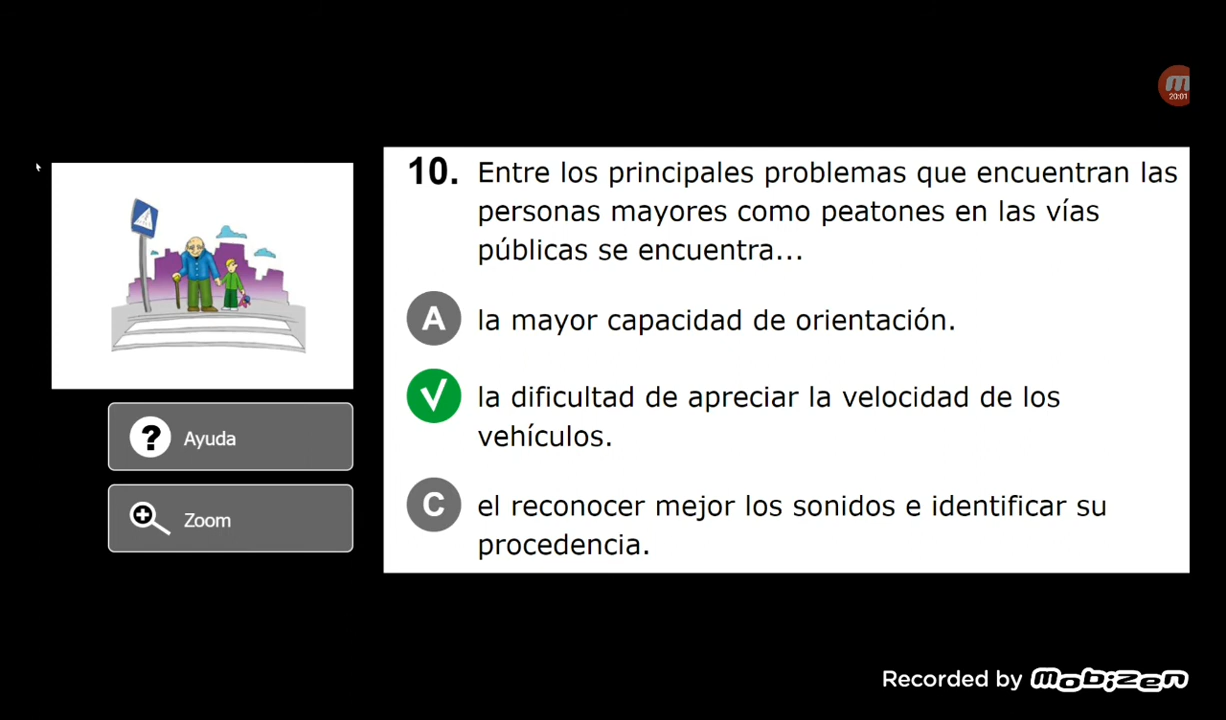 20:01
10. Entre los principales problemas que encuentran las
personas mayores como peatones en las vías
públicas se encuentra...
A la mayor capacidad de orientación.
la dificultad de apreciar la velocidad de los
vehículos.
C el reconocer mejor los sonidos e identificar su
procedencia.
? Ayuda
Zoom
Recorded by mobizen